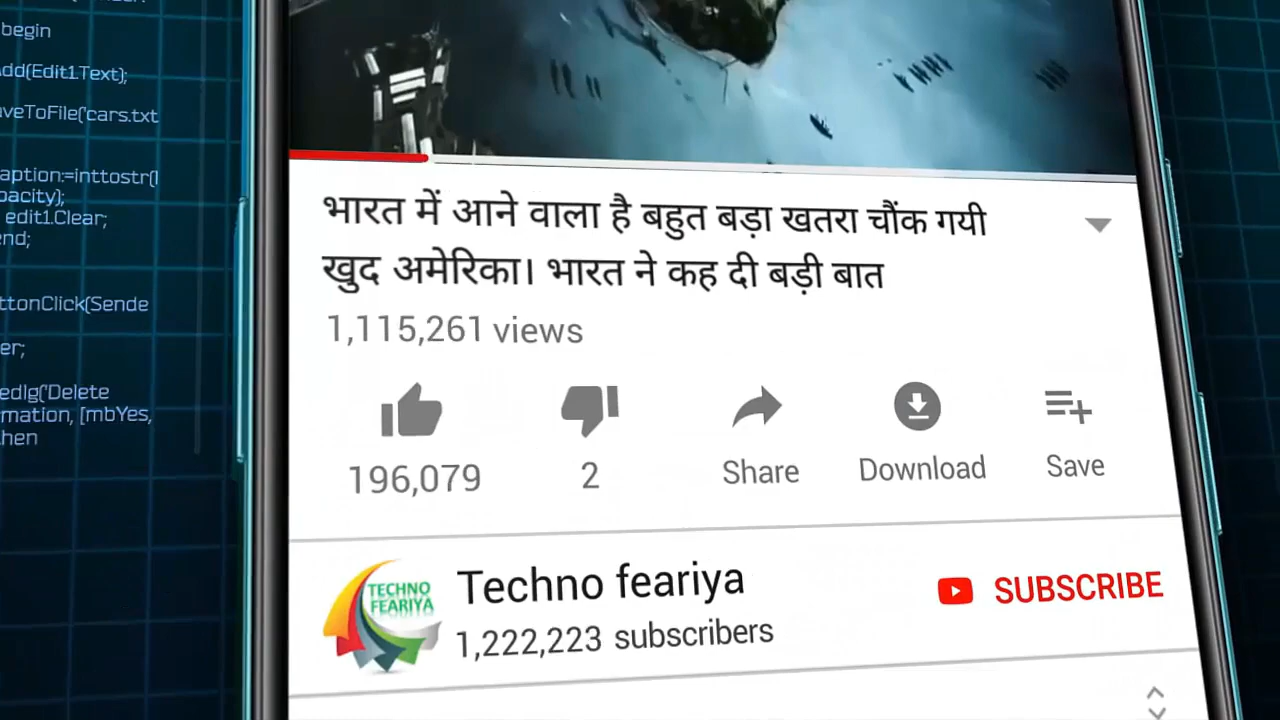 begin
Add(Edit1.Text);
aveToFile('cars.txt
aption:=inttostr(l
pacity);
edit1.Clear;
end;
ttonClick(Sende
er;
edlg('Delete
rmation, [mbYes,
then
भारत में आने वाला है बहुत बड़ा खतरा चौंक गयी
खुद अमेरिका। भारत ने कह दी बड़ी बात
1,115,261 views
196,079
2
Share
Download
Save
TECHNO
FEARIYA
Techno feariya
1,222,223 subscribers
SUBSCRIBE